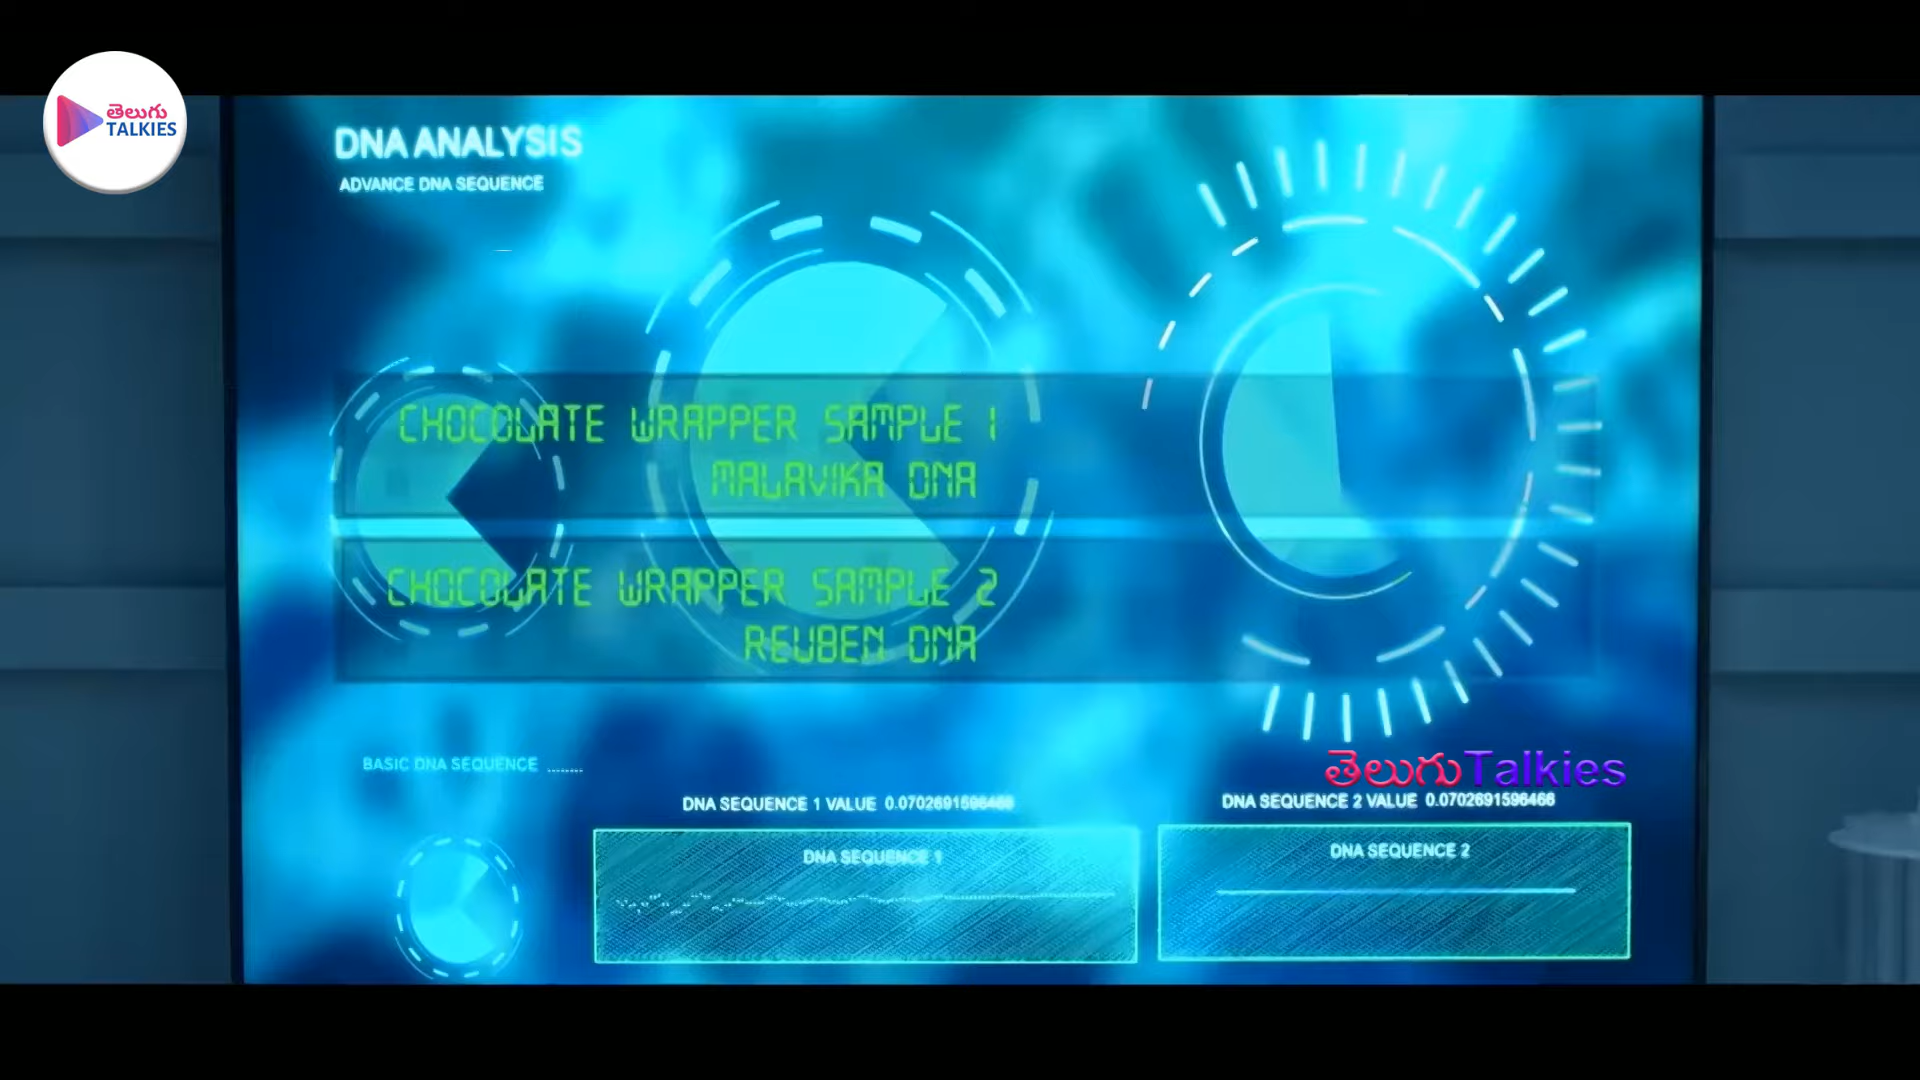 తెలుగు
TALKIES
DNA ANALYSIS
ADVANCE DNA SEQUENCE
CHOCOLATE WRAPPER SAMPLE 1
MALAVIKA DNA
CHOCOLATE WRAPPER SAMPLE 2
REUBEN DNA
BASIC DNA SEQUENCE
తెలుగుTalkies
DNA SEQUENCE 1 VALUE 0.0702691596466
DNA SEQUENCE 2 VALUE 0.0702691596466
DNA SEQUENCE 1
DNA SEQUENCE 2